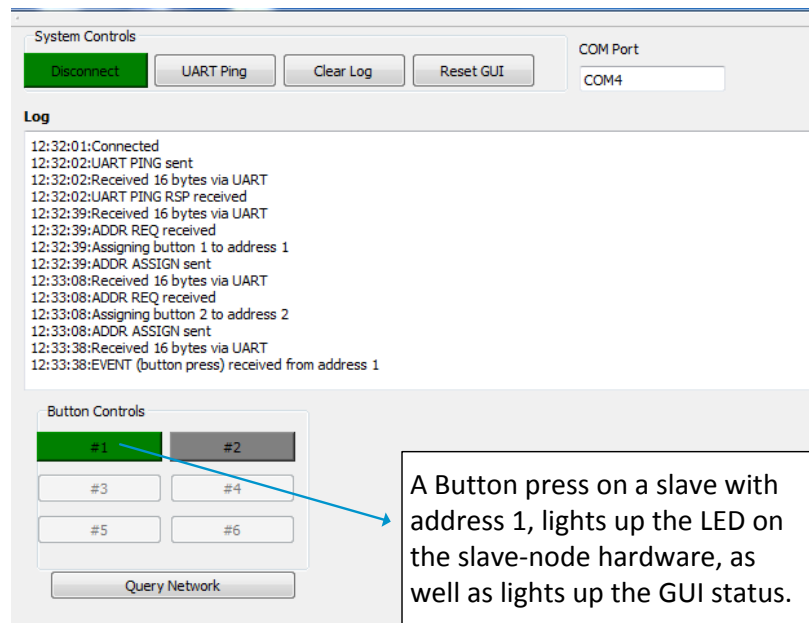 System Controls
COM Port
Disconnect
UART Ping
Clear Log
Reset GUI
COM4
Log
12:32:01:Connected
12:32:02:UART PING sent
12:32:02:Received 16 bytes via UART
12:32:02:UART PING RSP received
12:32:39:Received 16 bytes via UART
12:32:39:ADDR REQ received
12:32:39:Assigning button 1 to address 1
12:32:39:ADDR ASSIGN sent
12:33:08:Received 16 bytes via UART
12:33:08:ADDR REQ received
12:33:08:Assigning button 2 to address 2
12:33:08:ADDR ASSIGN sent
12:33:38:Received 16 bytes via UART
12:33:38:EVENT (button press) received from address 1
Button Controls
#1
#2
#3
#4
#5
#6
Query Network
A Button press on a slave with
address 1, lights up the LED on
the slave-node hardware, as
well as lights up the GUI status.